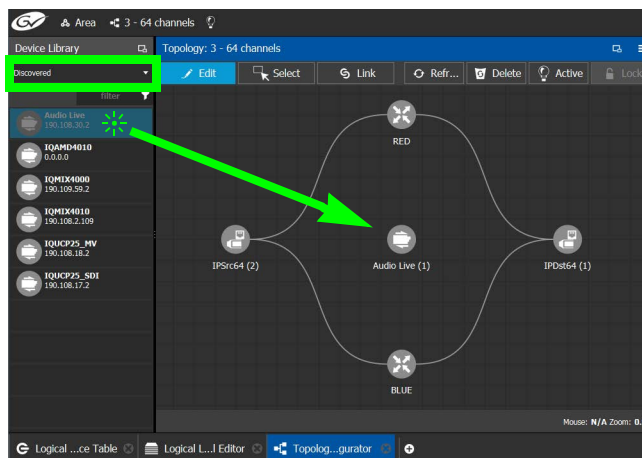 GV Area 3 - 64 channels
Device Library
Topology: 3 - 64 channels
Discovered
Edit Select Link Refr... Delete Active Lock
filter
Audio Live
190.108.30.2
IQAMD4010
0.0.0.0
IQMIX4000
190.109.59.2
IQMIX4010
190.108.2.109
IQUCP25_MV
190.108.18.2
IQUCP25_SDI
190.108.17.2
RED
IPSrc64 (2)
Audio Live (1)
IPDst64 (1)
BLUE
Mouse: N/A Zoom: 0.
Logical ...ce Table
Logical L...l Editor
Topolog...gurator